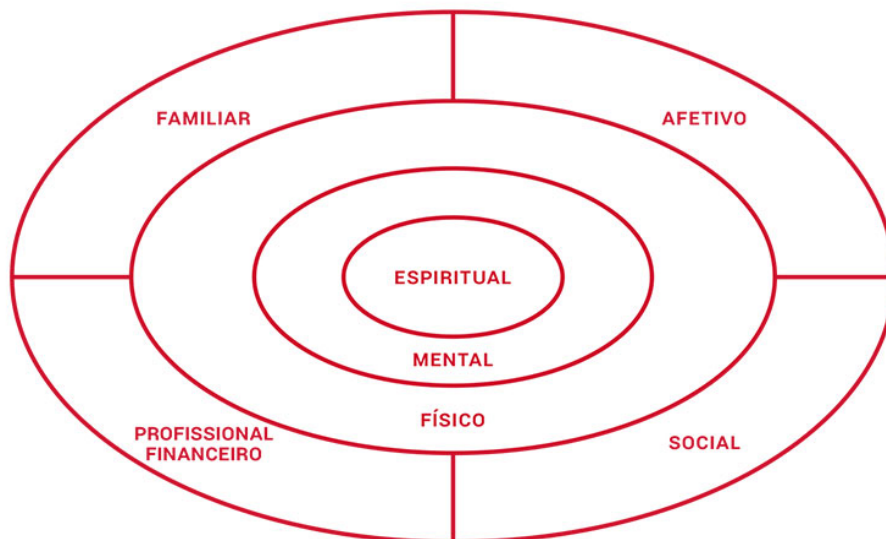 FAMILIAR
AFETIVO
ESPIRITUAL
MENTAL
FÍSICO
PROFISSIONAL
FINANCEIRO
SOCIAL